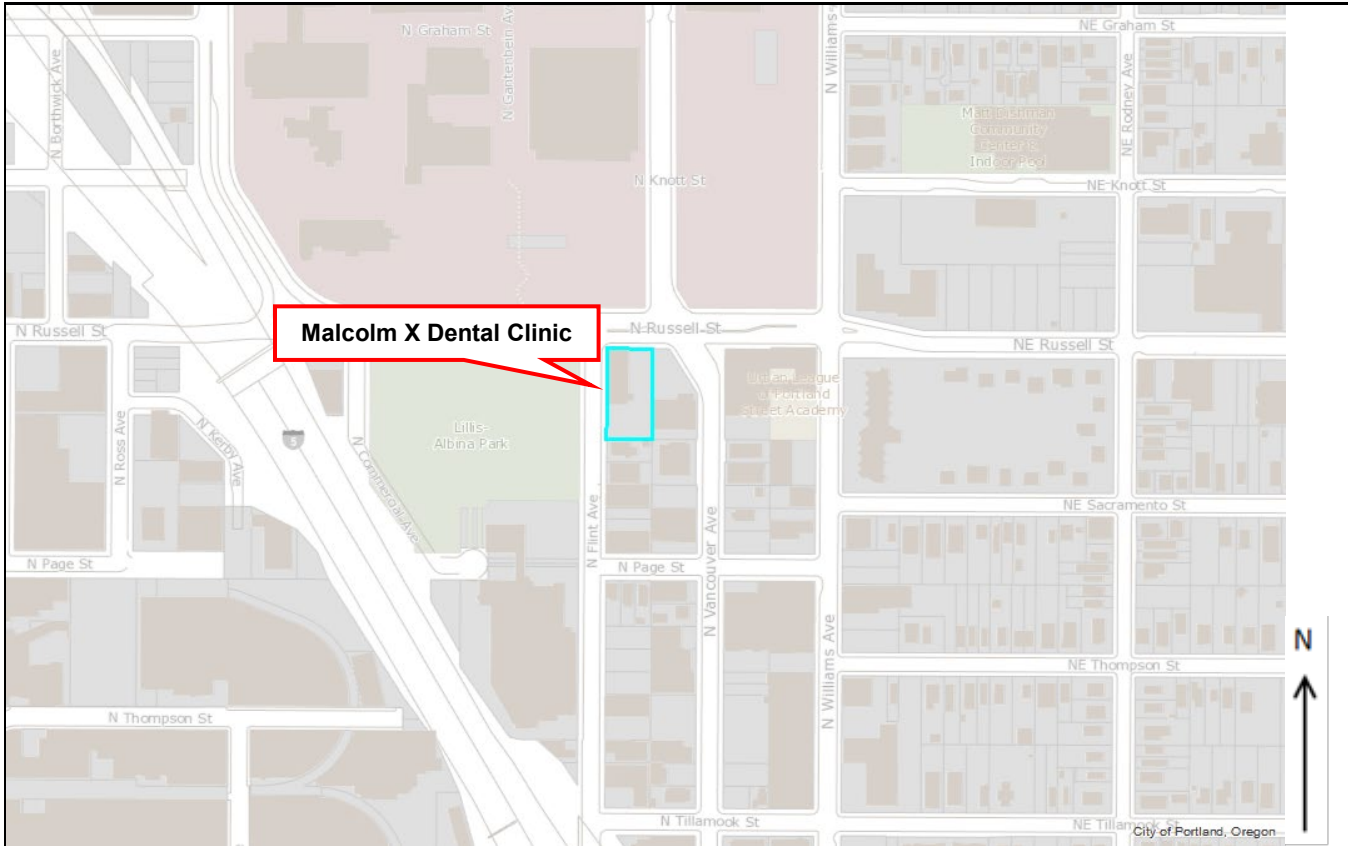 N Graham St
N Gantenbein Av
N Williams
NE Graham St
N Borthwick Ave
Matt Dishman
Community
Center &
Indoor Pool
NE Rodney Ave
N Knott St
NE Knott St
Malcolm X Dental Clinic
N Russell St
N Russell St
NE Russell St
Urban League
of Portland
Street Academy
Lillis-
Albina Park
5
N Ross Ave
N Kerby Ave
N Commercial Ave
N Flint Ave
N Vancouver Ave
NE Sacramento St
N Page St
N Page St
N Williams Ave
N
NE Thompson St
N Thompson St
N Tillamook St
NE Tillamook St
City of Portland, Oregon